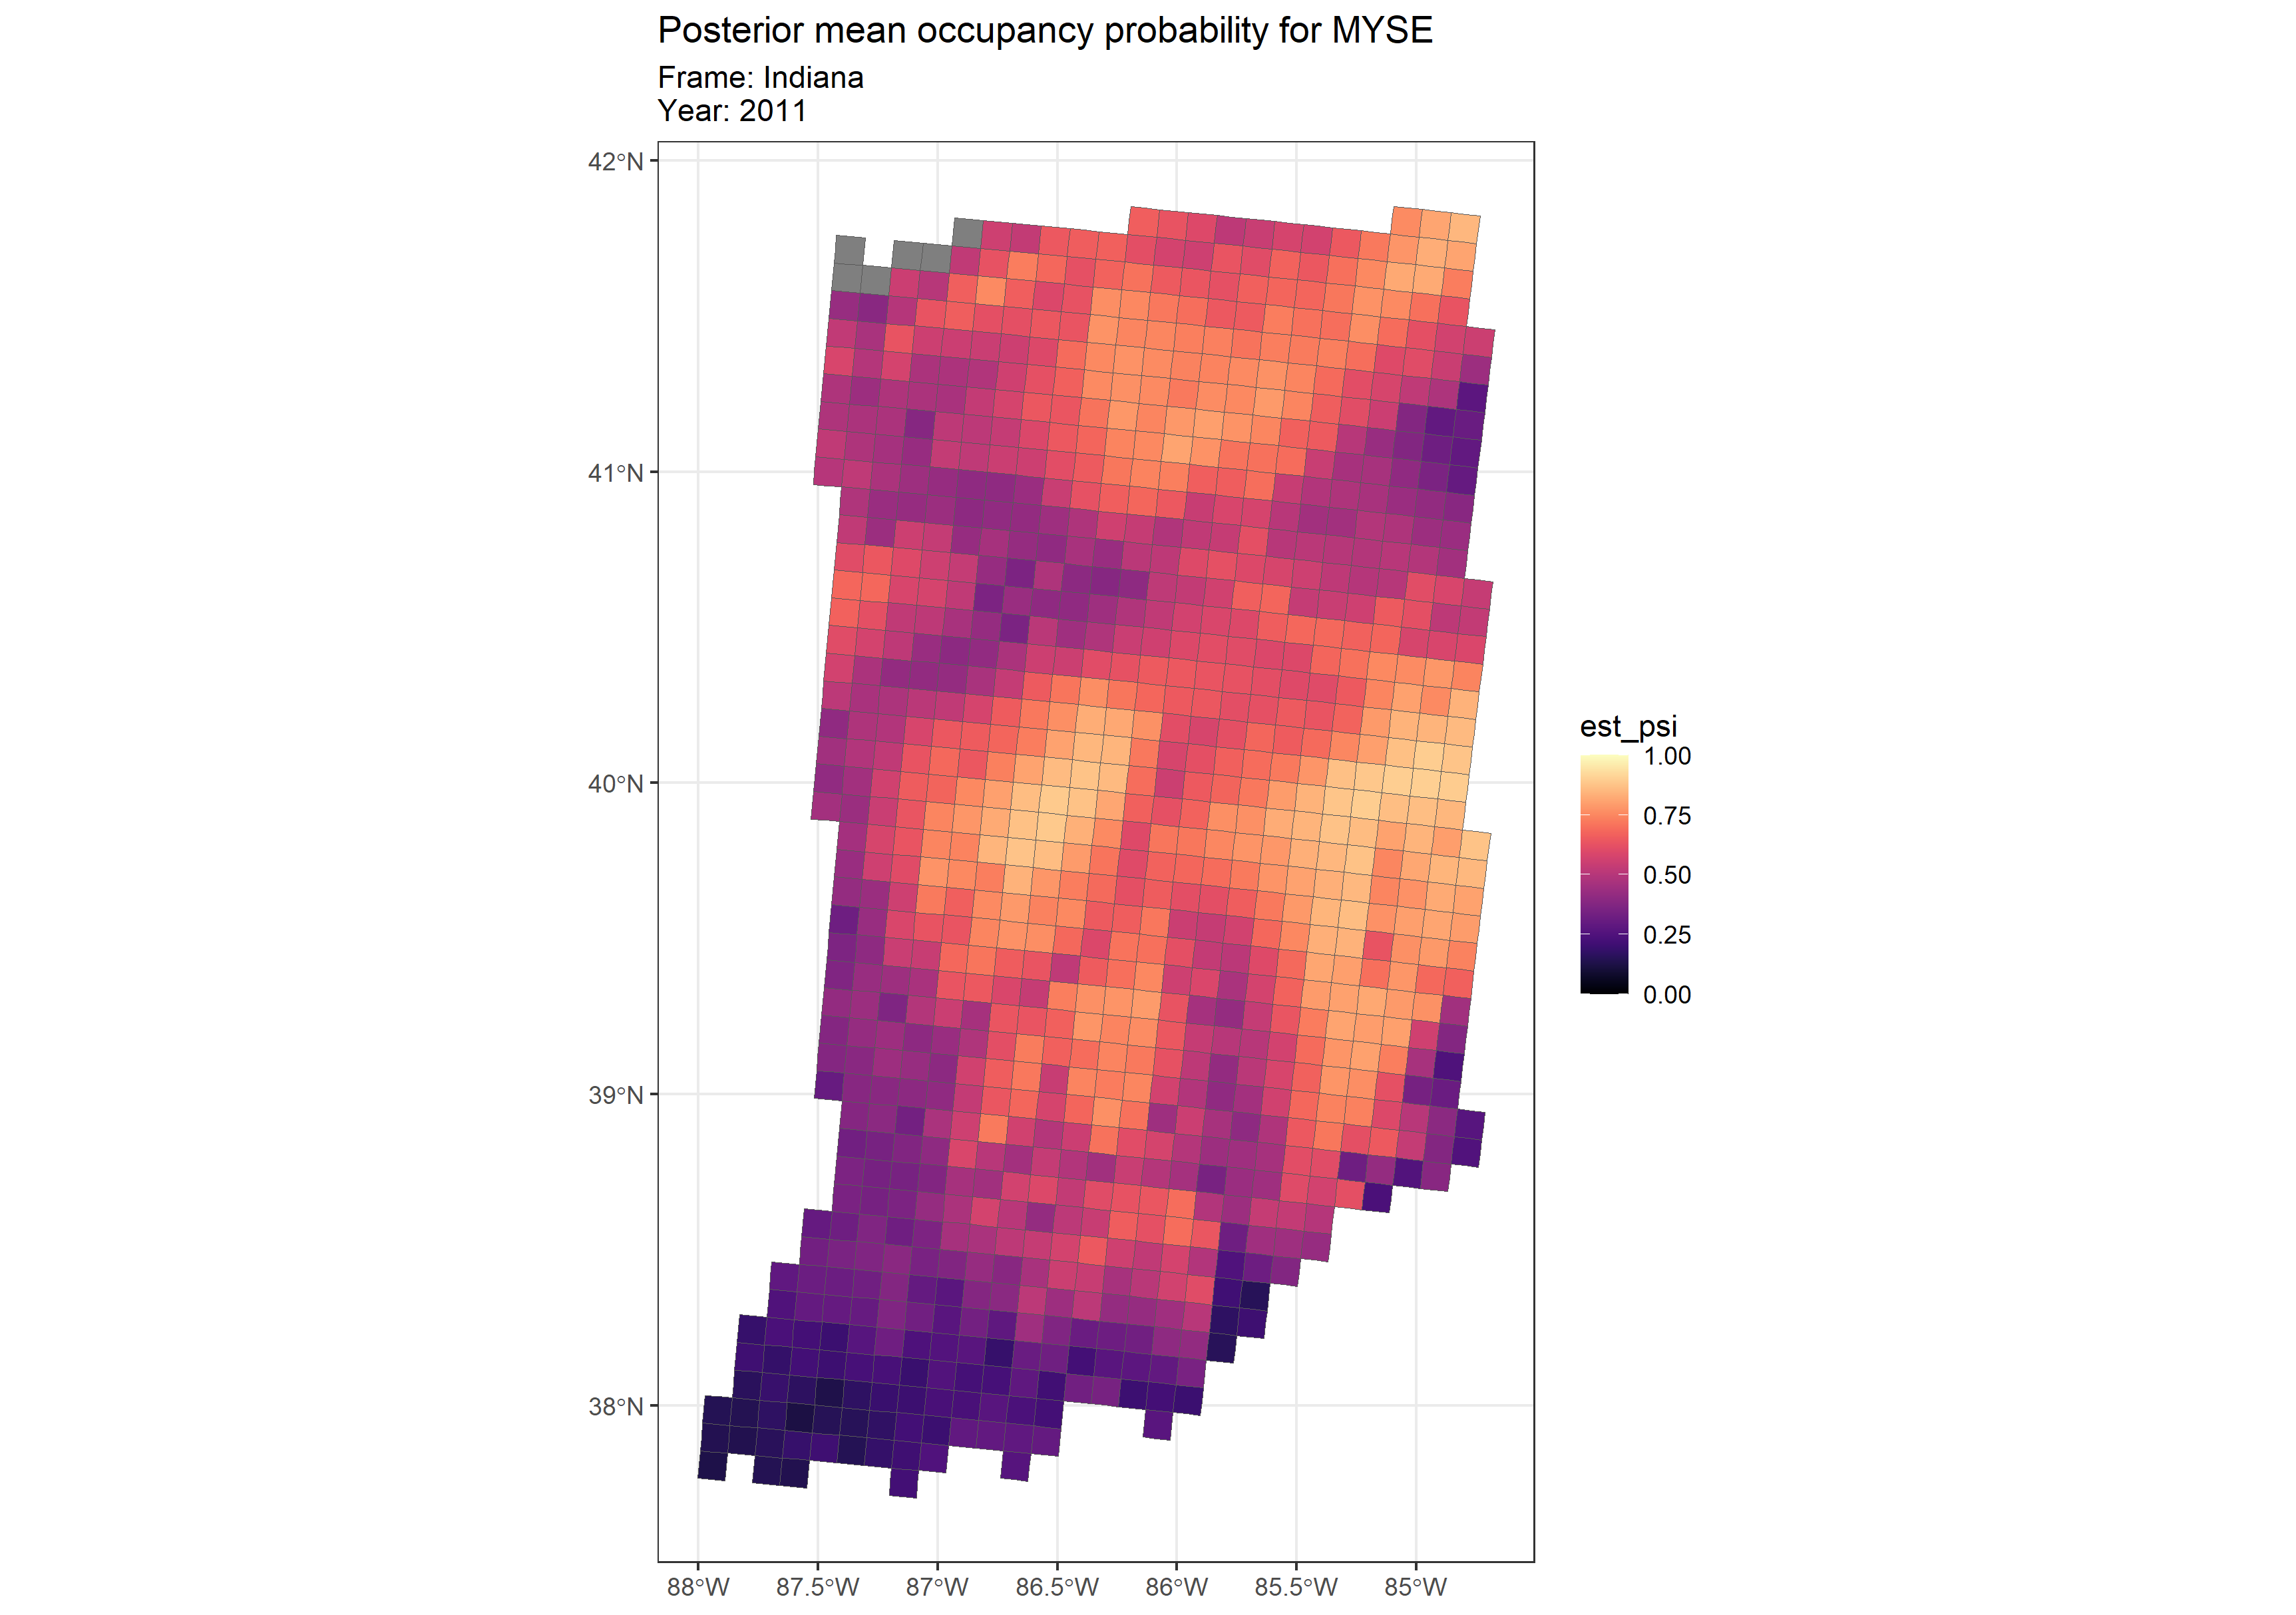 Posterior mean occupancy probability for MYSE
Frame: Indiana
Year: 2011
42°N
41°N
40°N
39°N
38°N
88°W 87.5°W 87°W 86.5°W 86°W 85.5°W 85°W
est_psi
1.00
0.75
0.50
0.25
0.00